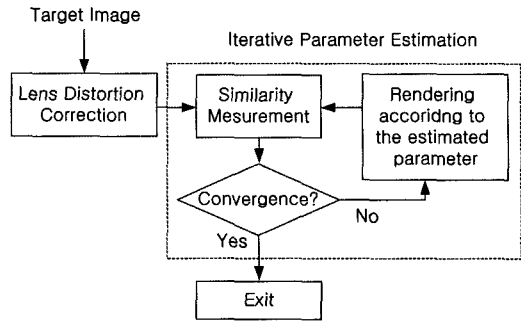 Target Image
Iterative Parameter Estimation
Lens Distortion
Correction
Similarity
Mesurement
Rendering
accoridng to
the estimated
parameter
Convergence?
No
Yes
Exit